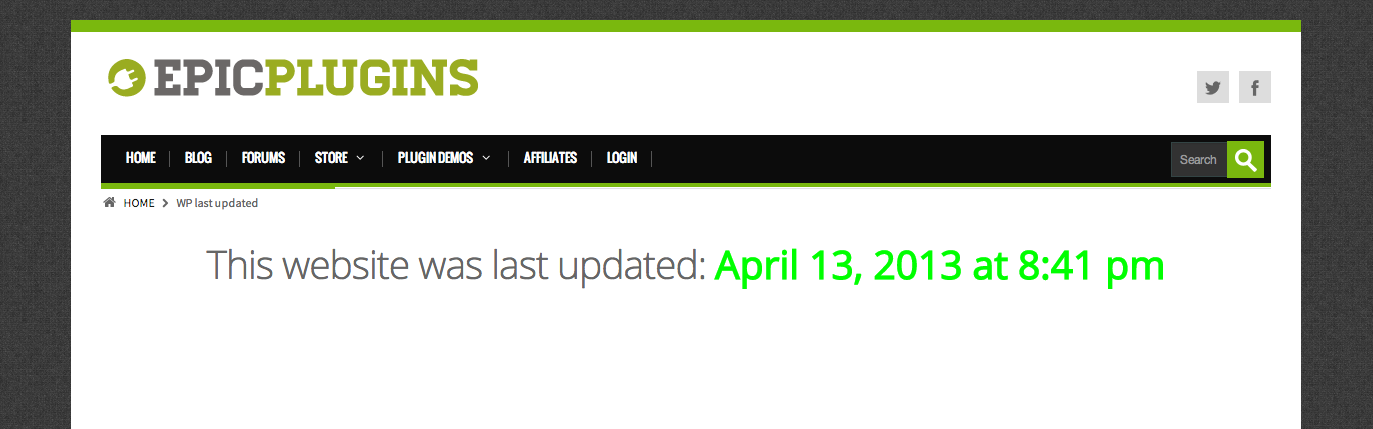 EPICPLUGINS
HOME BLOG FORUMS STORE PLUGIN DEMOS AFFILIATES LOGIN Search
HOME WP last updated
This website was last updated: April 13, 2013 at 8:41 pm